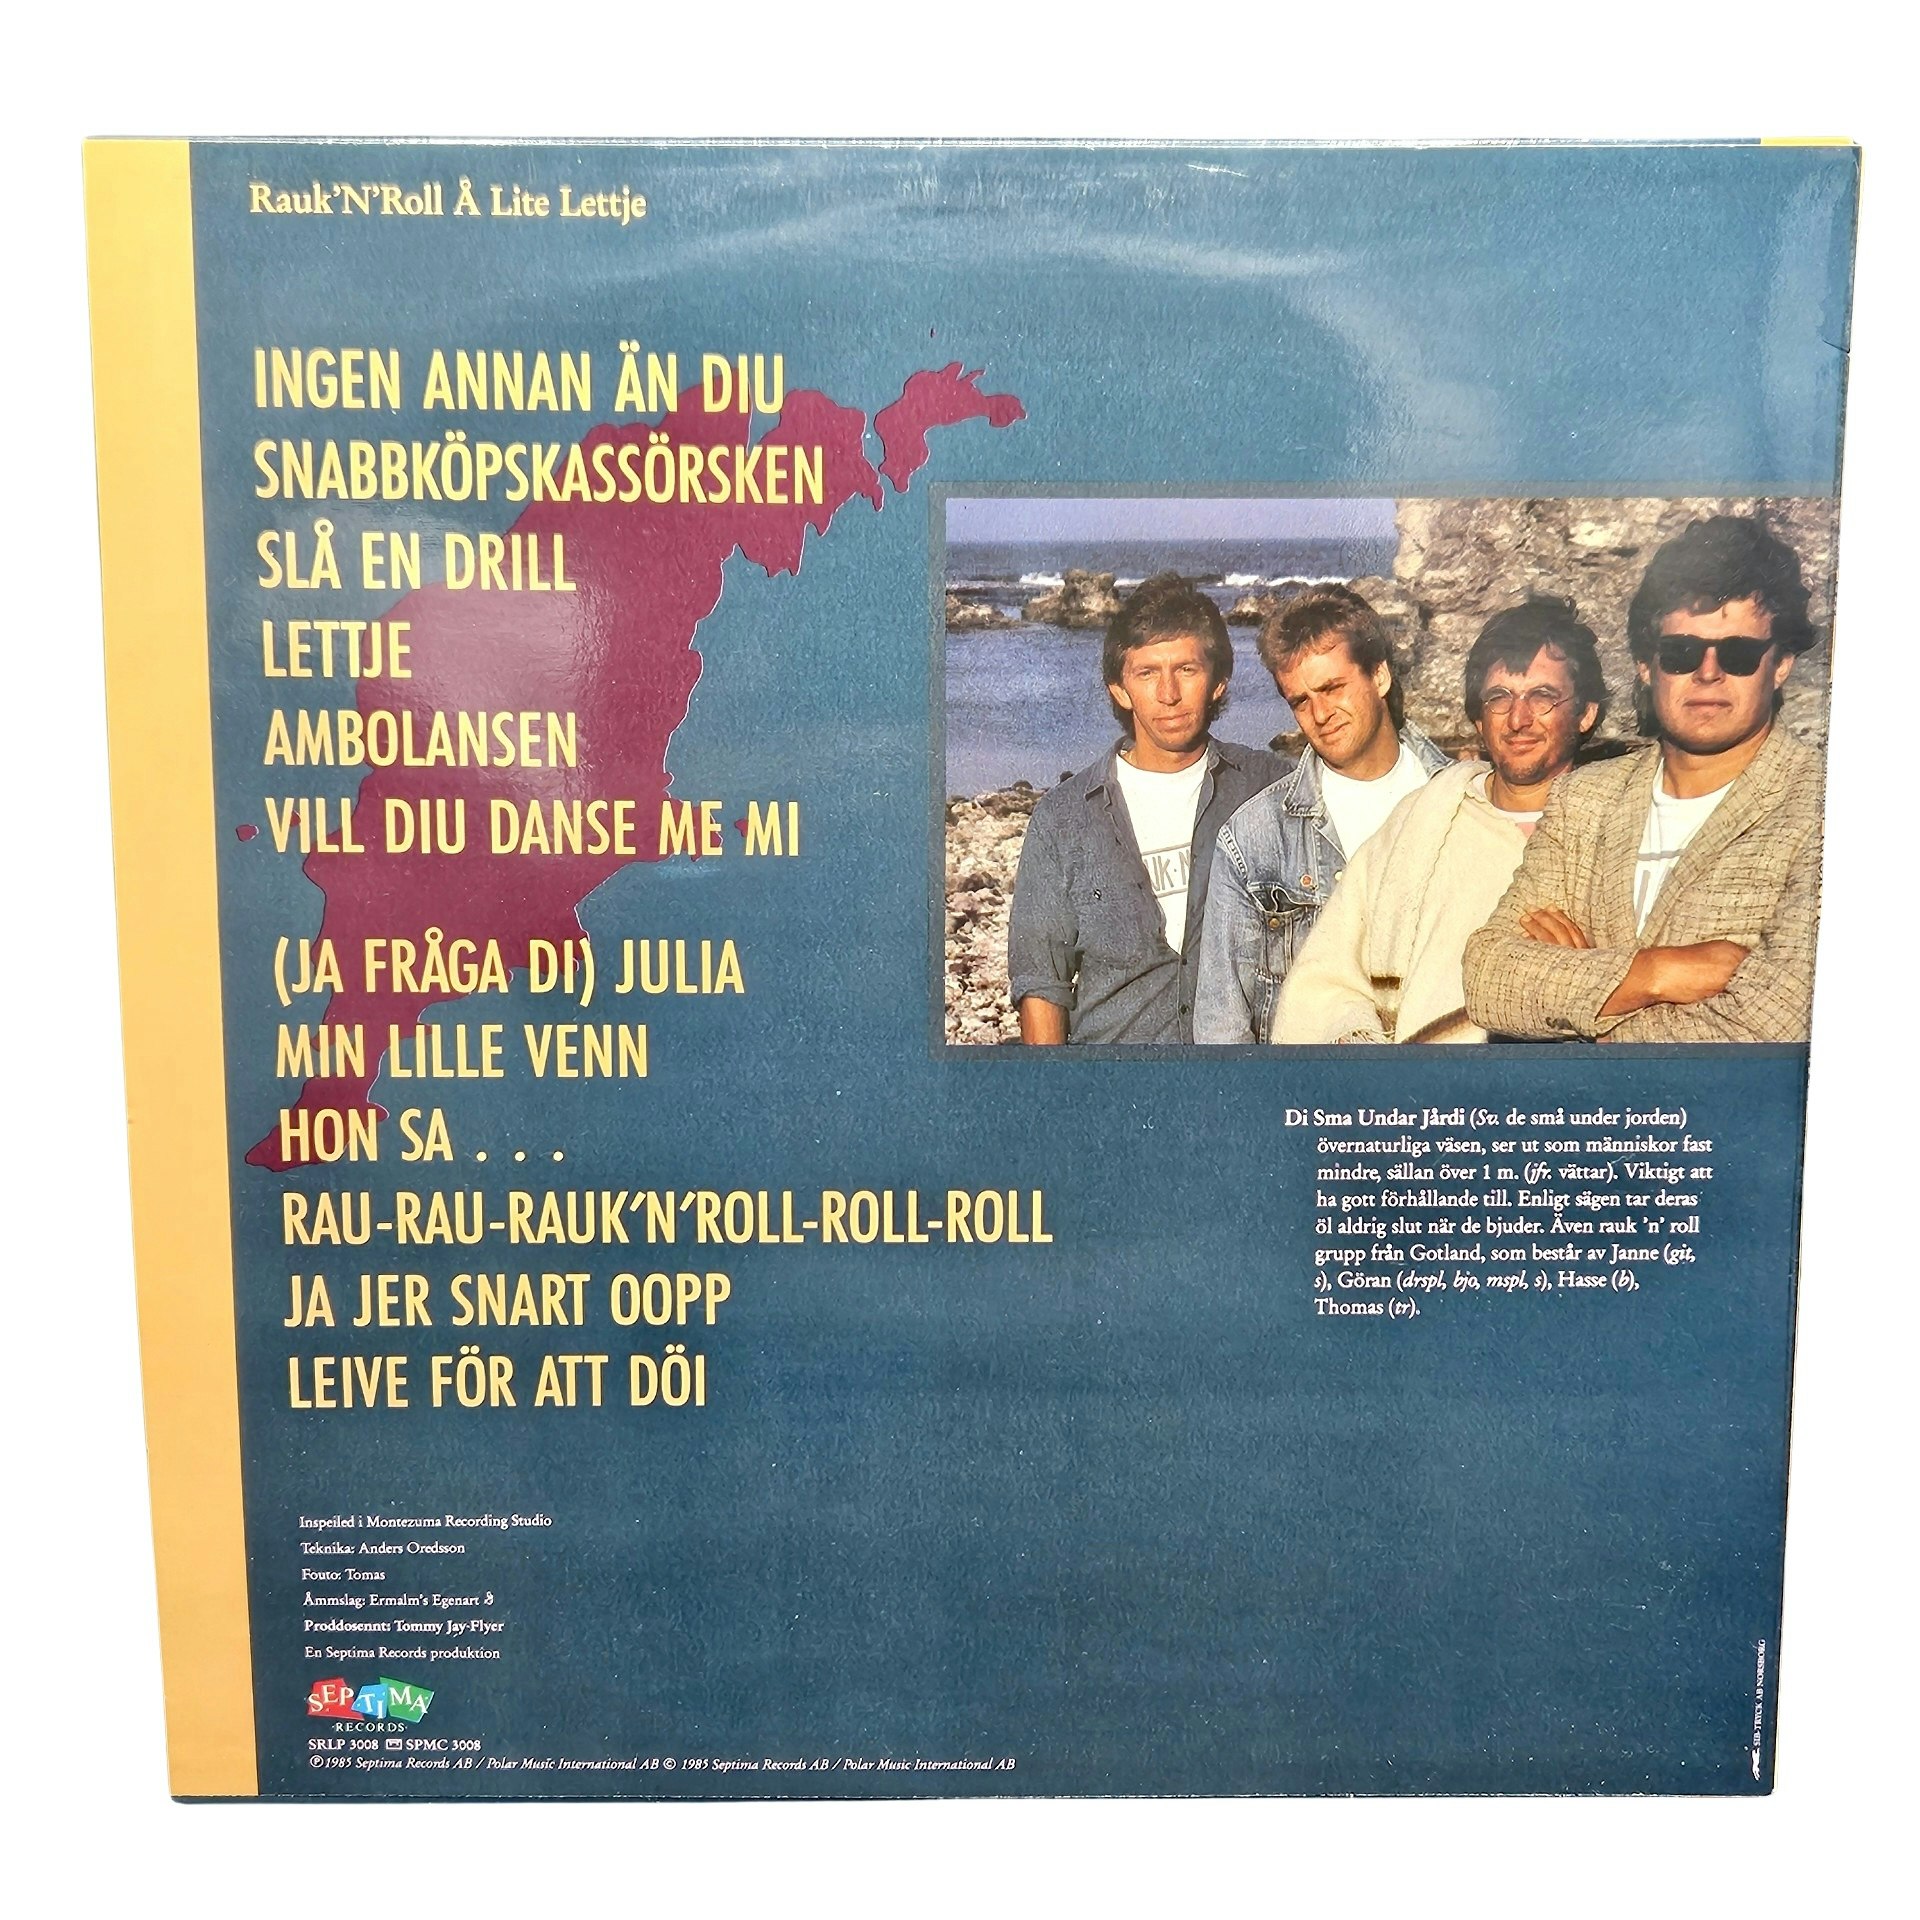 Rauk'N'Roll Å Lite Lettje
INGEN ANNAN ÄN DIU
SNABBKÖPSKASSÖRSKEN
SLÅ EN DRILL
LETTJE
AMBOLANSEN
VILL DIU DANSE ME MI
(JA FRÅGA DI) JULIA
MIN LILLE VENN
HON SA . . .
RAU-RAU-RAUK'N'ROLL-ROLL-ROLL
JA JER SNART OOPP
LEIVE FÖR ATT DÖI
UK·N
Di Sma Undar Jårdi (Sv. de små under jorden)
övernaturliga väsen, ser ut som människor fast
mindre, sällan över 1 m. (jfr. vättar). Viktigt att
ha gott förhållande till. Enligt sägen tar deras
öl aldrig slut när de bjuder. Även rauk 'n' roll
grupp från Gotland, som består av Janne (git,
s), Göran (drspl, bjo, mspl, s), Hasse (b),
Thomas (tr).
Inspeiled i Montezuma Recording Studio
Teknika: Anders Oredsson
Fouto: Tomas
Åmmslag: Ermalm's Egenart
Proddosennt: Tommy Jay-Flyer
En Septima Records produktion
SEPTIMA
·RECORDS·
SRLP 3008 SPMC 3008
℗1985 Septima Records AB / Polar Music International AB © 1985 Septima Records AB / Polar Music International AB
SIB-TRYCK AB NORSBORG